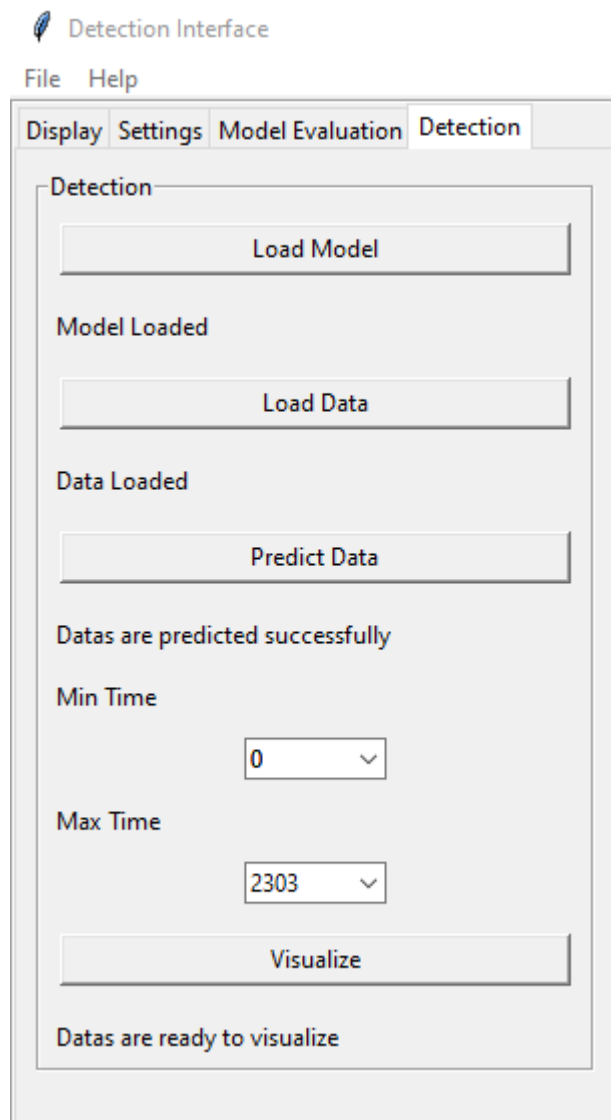 Detection Interface
File Help
Display Settings Model Evaluation Detection
Detection
Load Model
Model Loaded
Load Data
Data Loaded
Predict Data
Datas are predicted successfully
Min Time
0
Max Time
2303
Visualize
Datas are ready to visualize